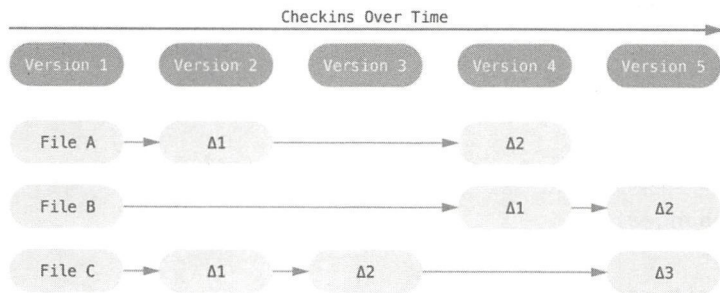 Checkins Over Time
Version 1 Version 2 Version 3 Version 4 Version 5
File A Δ1 Δ2
File B Δ1 Δ2
File C Δ1 Δ2 Δ3